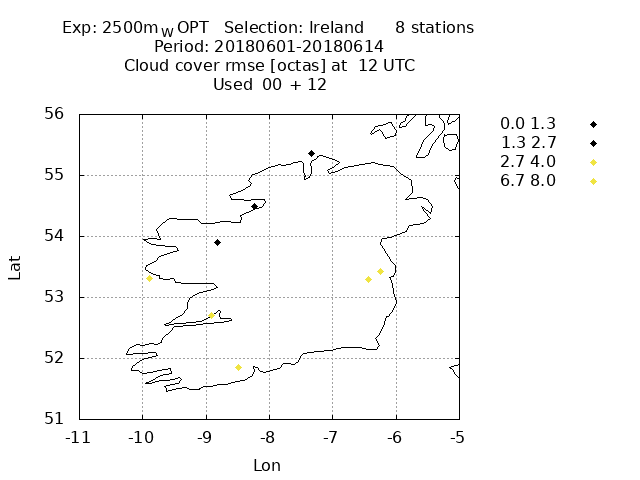 Exp: 2500m W OPT Selection: Ireland 8 stations
Period: 20180601-20180614
Cloud cover rmse [octas] at 12 UTC
Used 00 + 12
0.0 1.3
1.3 2.7
2.7 4.0
6.7 8.0
56
55
54
53
52
51
Lat
-11 -10 -9 -8 -7 -6 -5
Lon